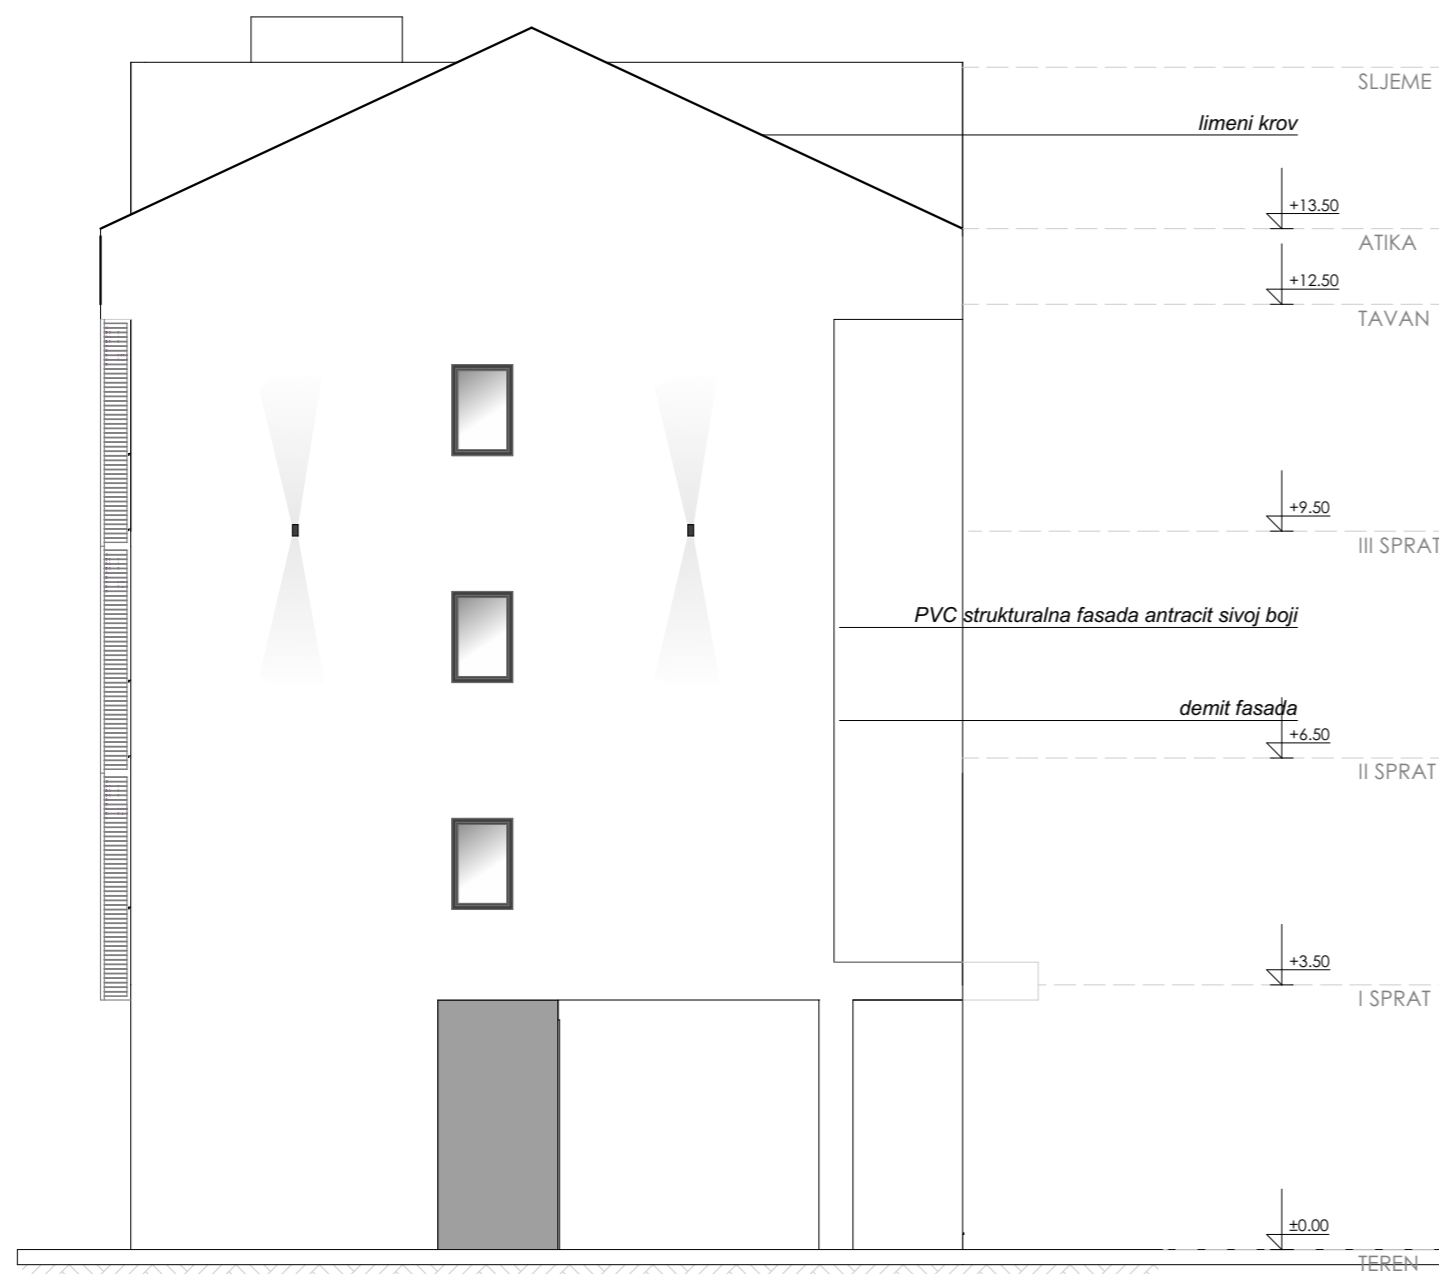 SLJEME
limeni krov
+13.50
ATIKA
+12.50
TAVAN
+9.50
III SPRAT
PVC strukturalna fasada antracit sivoj boji
demit fasada
+6.50
II SPRAT
+3.50
I SPRAT
±0.00
TEREN